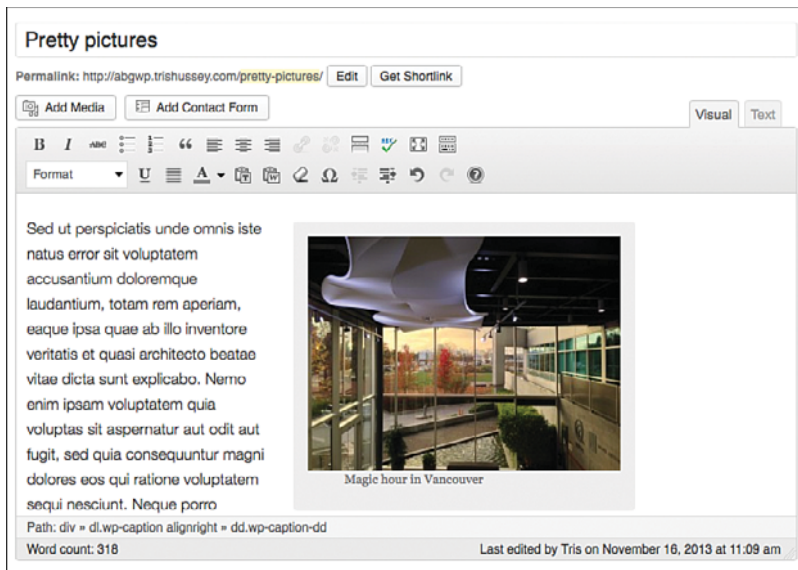 Pretty pictures
Permalink: http://abgwp.trishussey.com/pretty-pictures/ Edit Get Shortlink
Add Media Add Contact Form Visual Text
B I ABC 1 2 3 “ ABC
Format U A T W Ω ?
Sed ut perspiciatis unde omnis iste
natus error sit voluptatem
accusantium doloremque
laudantium, totam rem aperiam,
eaque ipsa quae ab illo inventore
veritatis et quasi architecto beatae
vitae dicta sunt explicabo. Nemo
enim ipsam voluptatem quia
voluptas sit aspernatur aut odit aut
fugit, sed quia consequuntur magni
dolores eos qui ratione voluptatem
sequi nesciunt. Neque porro
Magic hour in Vancouver
Path: div » dl.wp-caption alignright » dd.wp-caption-dd
Word count: 318 Last edited by Tris on November 16, 2013 at 11:09 am